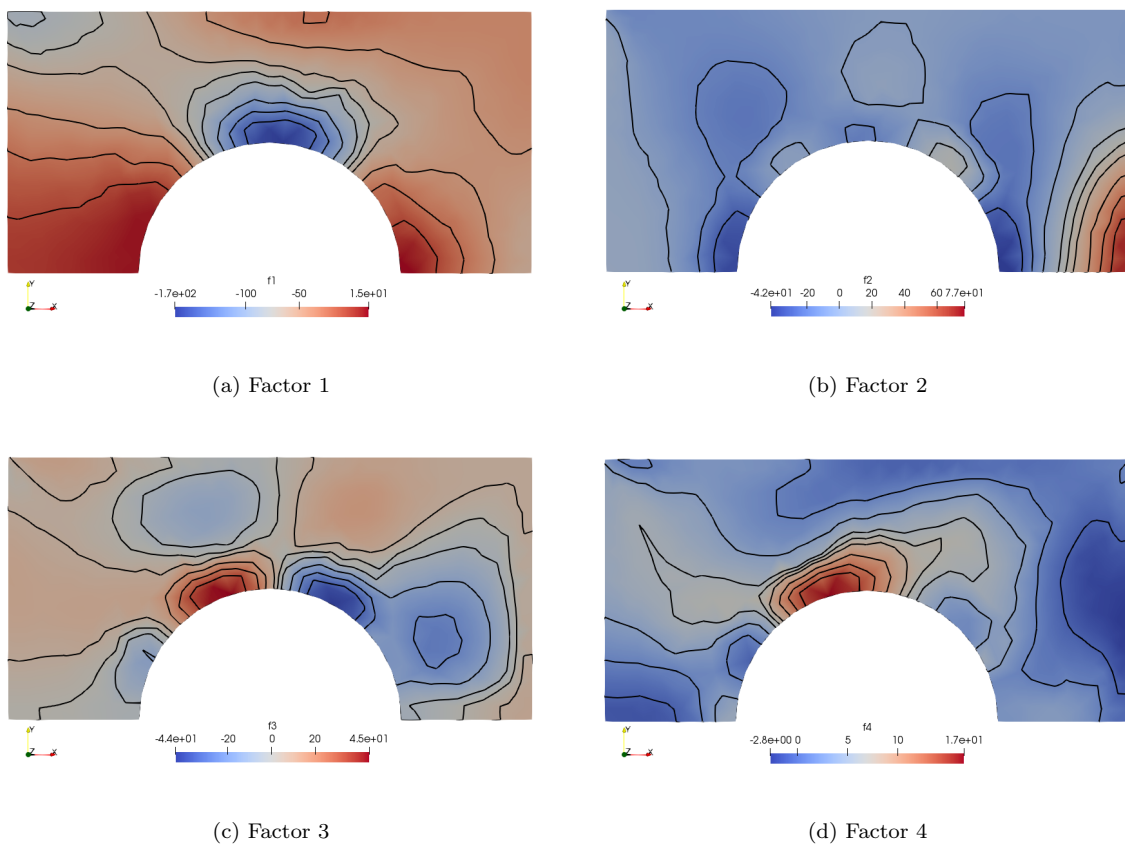 f1
-1.7e+02 -100 -50 1.5e+01
Y
Z X
(a) Factor 1
f2
-4.2e+01 -20 0 20 40 60 7.7e+01
Y
Z X
(b) Factor 2
f3
-4.4e+01 -20 0 20 4.5e+01
Y
Z X
(c) Factor 3
f4
-2.8e+00 0 5 10 1.7e+01
Y
Z X
(d) Factor 4